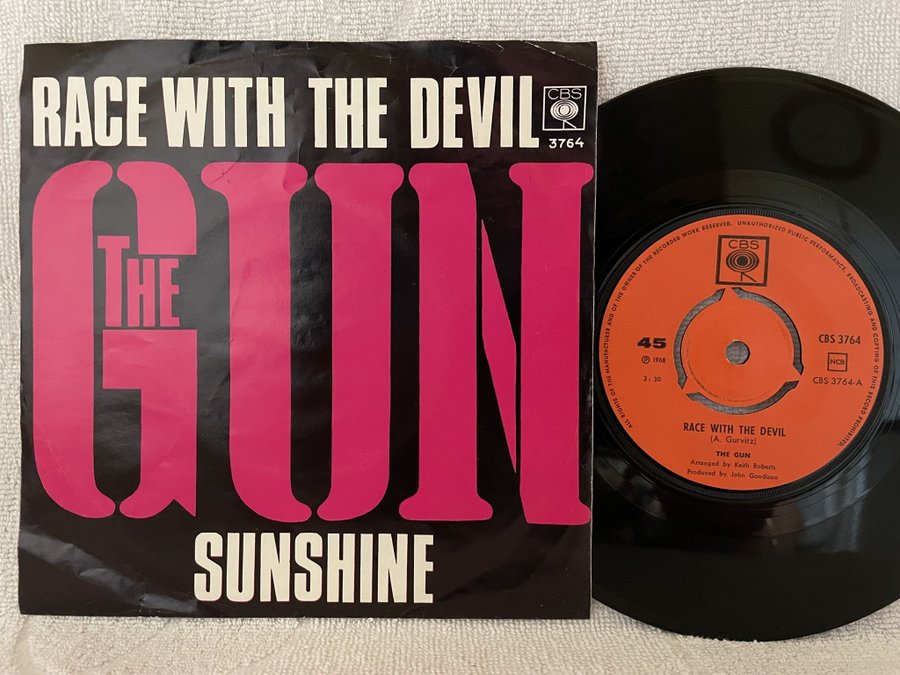 RACE WITH THE DEVIL
CBS
3764
THE
GUN
SUNSHINE
ALL RIGHTS OF THE MANUFACTURER AND OF THE OWNER OF THE RECORDED WORK RESERVED. UNAUTHORIZED PUBLIC PERFORMANCE, BROADCASTING AND COPYING OF THIS RECORD PROHIBITED.
CBS
45
℗ 1968
3:30
CBS 3764
NCB
CBS 3764-A
RACE WITH THE DEVIL
(A. Gurvitz)
THE GUN
Arranged by Keith Roberts
Produced by John Goodison